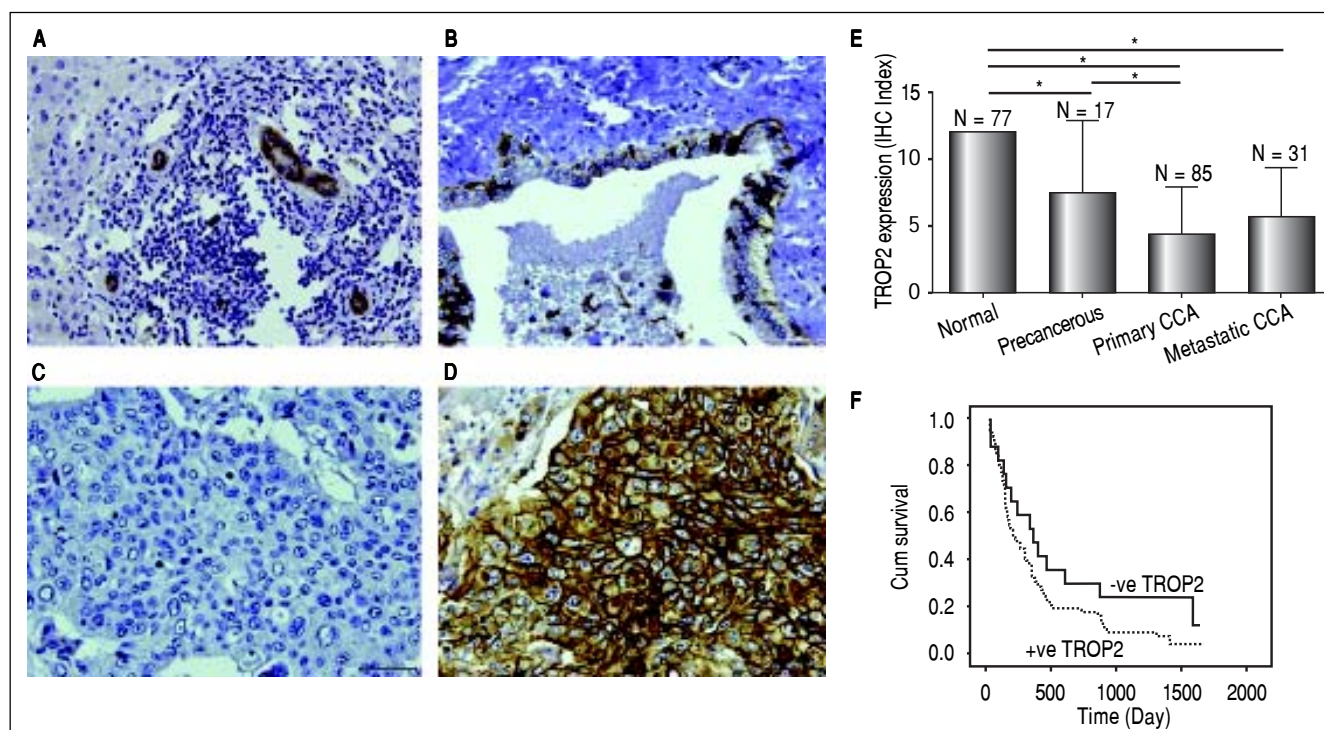 A
B
C
D
E
*
*
* *
TROP2 expression (IHC Index)
15
10
5
0
N = 77
N = 17
N = 85
N = 31
Normal
Precancerous
Primary CCA
Metastatic CCA
F
Cum survival
1.0
0.8
0.6
0.4
0.2
0.0
-ve TROP2
+ve TROP2
0 500 1000 1500 2000
Time (Day)